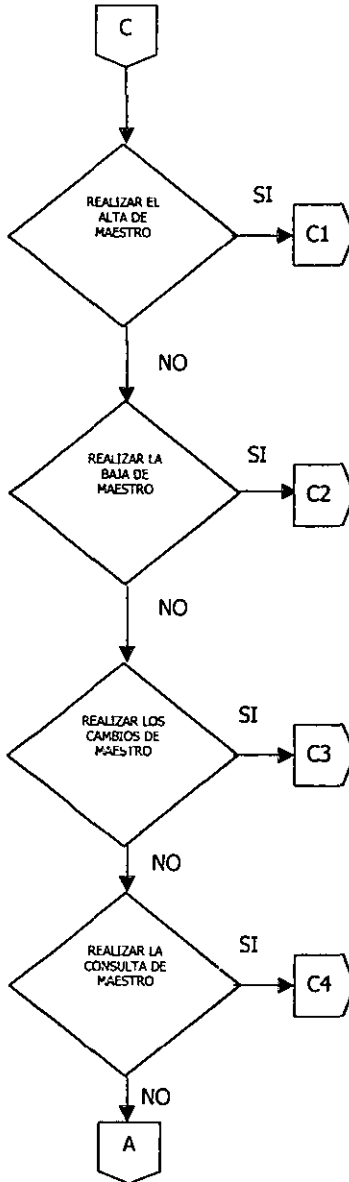 C
REALIZAR EL
ALTA DE
MAESTRO
SI
C1
NO
REALIZAR LA
BAJA DE
MAESTRO
SI
C2
NO
REALIZAR LOS
CAMBIOS DE
MAESTRO
SI
C3
NO
REALIZAR LA
CONSULTA DE
MAESTRO
SI
C4
NO
A